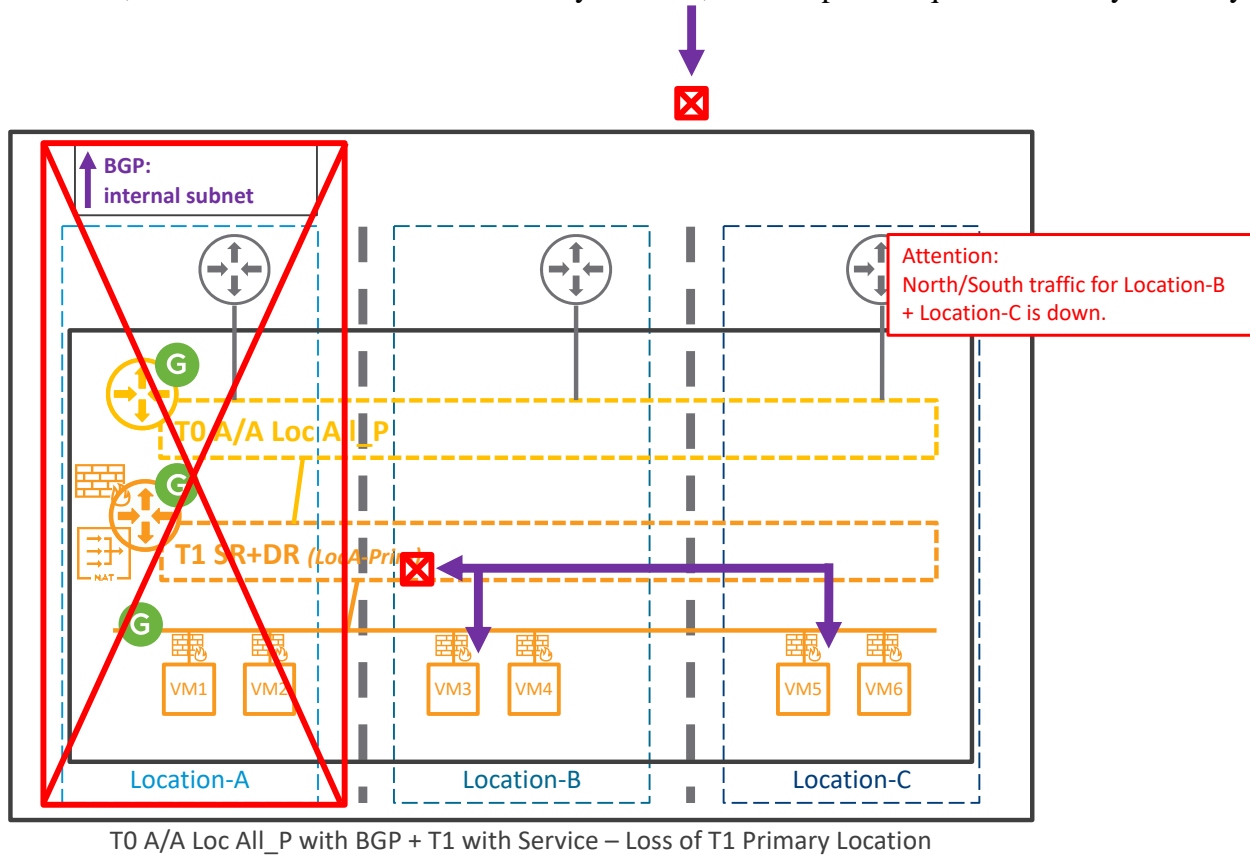 BGP:
internal subnet
Attention:
North/South traffic for Location-B
+ Location-C is down.
G
T0 A/A Loc All_P
G
NAT
T1 SR+DR (LocA-Prim)
G
VM1 VM2 VM3 VM4 VM5 VM6
Location-A Location-B Location-C
T0 A/A Loc All_P with BGP + T1 with Service – Loss of T1 Primary Location